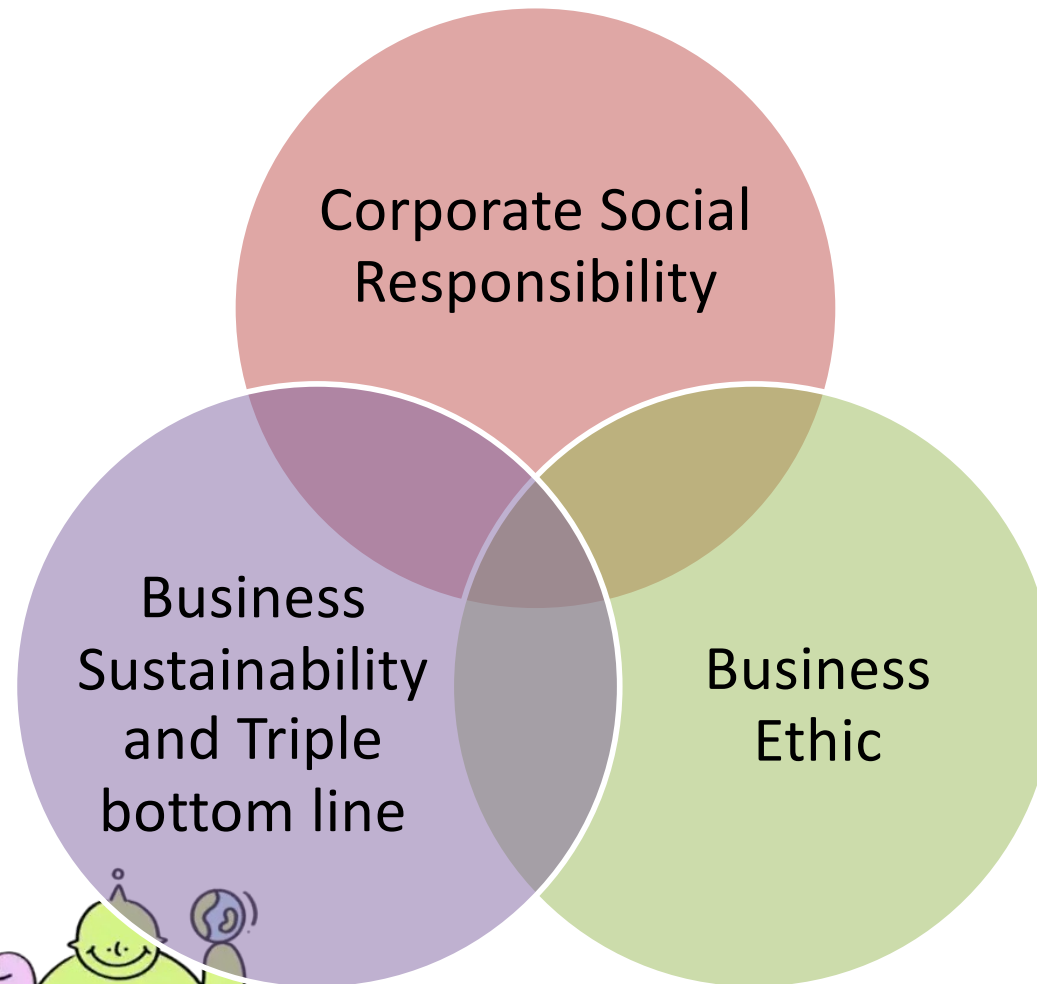 Corporate Social
Responsibility
Business
Sustainability
and Triple
bottom line
Business
Ethic